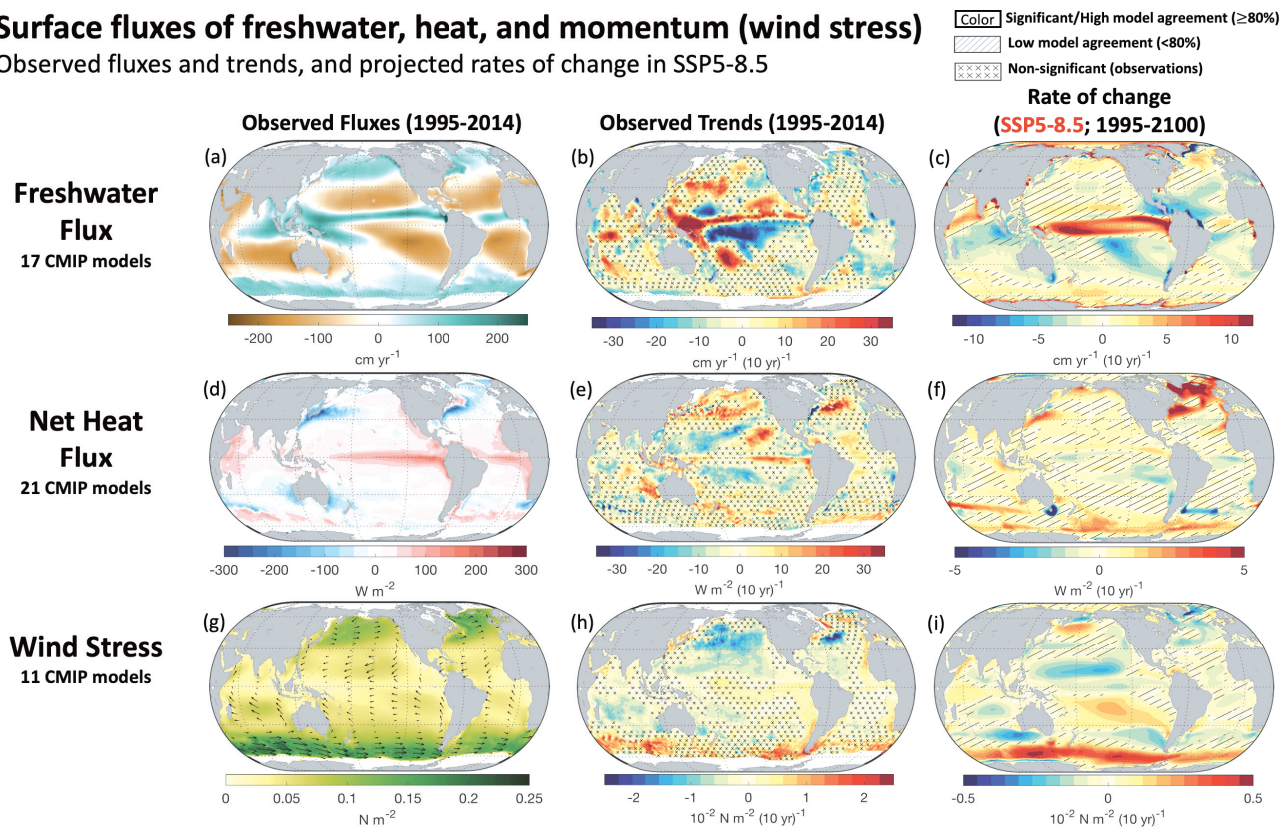 Surface fluxes of freshwater, heat, and momentum (wind stress)
Observed fluxes and trends, and projected rates of change in SSP5-8.5
Color Significant/High model agreement (≥80%)
Low model agreement (<80%)
Non-significant (observations)
Observed Fluxes (1995-2014)
Observed Trends (1995-2014)
Rate of change
(SSP5-8.5; 1995-2100)
Freshwater
Flux
17 CMIP models
(a)
(b)
(c)
-200 -100 0 100 200
cm yr⁻¹
-30 -20 -10 0 10 20 30
cm yr⁻¹ (10 yr)⁻¹
-10 -5 0 5 10
cm yr⁻¹ (10 yr)⁻¹
Net Heat
Flux
21 CMIP models
(d)
(e)
(f)
-300 -200 -100 0 100 200 300
W m⁻²
-30 -20 -10 0 10 20 30
W m⁻² (10 yr)⁻¹
-5 0 5
W m⁻² (10 yr)⁻¹
Wind Stress
11 CMIP models
(g)
(h)
(i)
0 0.05 0.1 0.15 0.2 0.25
N m⁻²
-2 -1 0 1 2
10⁻² N m⁻² (10 yr)⁻¹
-0.5 0 0.5
10⁻² N m⁻² (10 yr)⁻¹